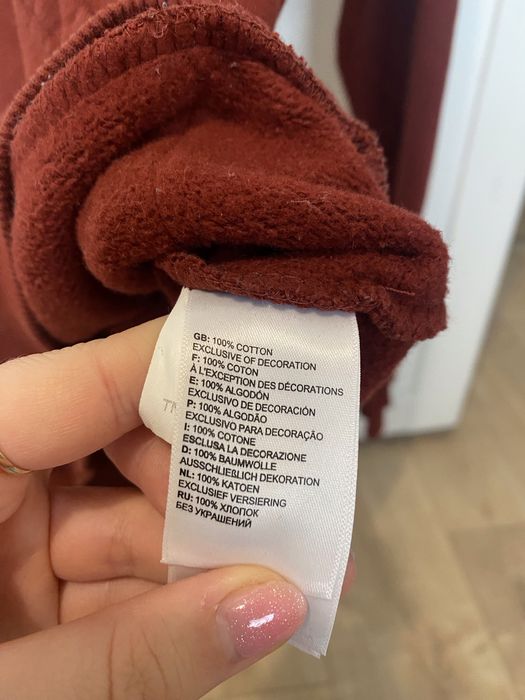 GB: 100% COTTON
EXCLUSIVE OF DECORATION
F: 100% COTON
À L'EXCEPTION DES DÉCORATIONS
E: 100% ALGODÓN
EXCLUSIVO DE DECORACIÓN
P: 100% ALGODÃO
EXCLUSIVO PARA DECORAÇÃO
I: 100% COTONE
ESCLUSA LA DECORAZIONE
D: 100% BAUMWOLLE
AUSSCHLIEßLICH DEKORATION
NL: 100% KATOEN
EXCLUSIEF VERSIERING
RU: 100% ХЛОПОК
БЕЗ УКРАШЕНИЙ